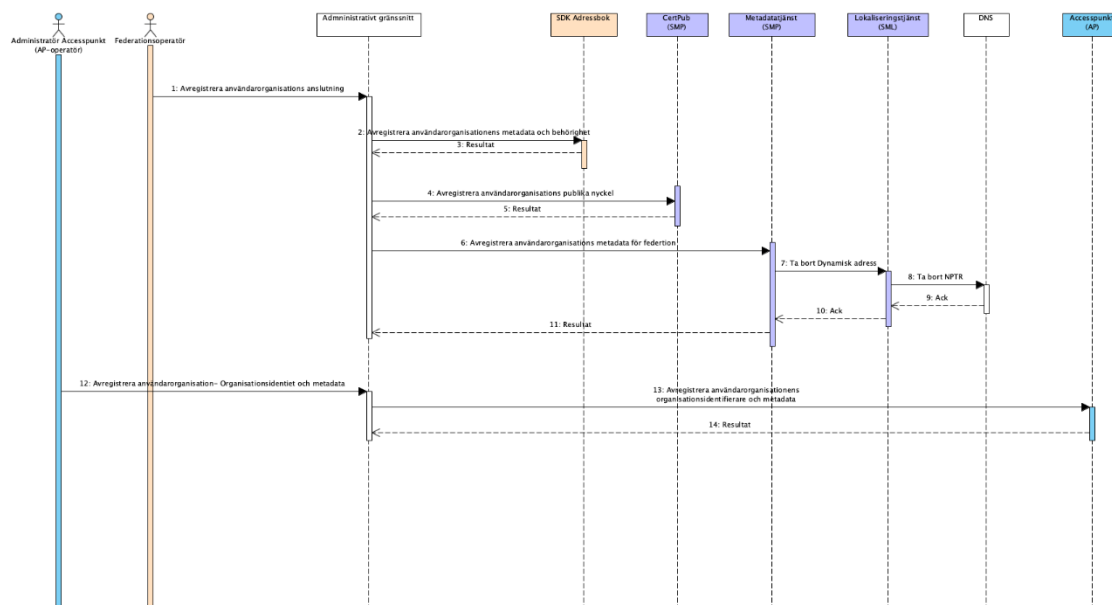 Administratör Accesspunkt
(AP-operatör)
Federationsoperatör
Admninistrativt gränssnitt
SDK Adressbok
CertPub
(SMP)
Metadatatjänst
(SMP)
Lokaliseringstjänst
(SML)
DNS
Accesspunkt
(AP)
1: Avregistrera användarorganisations anslutning
2: Avregistrera användarorganisationens metadata och behörighet
3: Resultat
4: Avregistrera användarorganisations publika nyckel
5: Resultat
6: Avregistrera användarorganisations metadata för federtion
7: Ta bort Dynamisk adress
8: Ta bort NPTR
9: Ack
10: Ack
11: Resultat
12: Avregistrera användarorganisation- Organisationsidentiet och metadata
13: Avregistrera användarorganisationens
organisationsidentifierare och metadata
14: Resultat